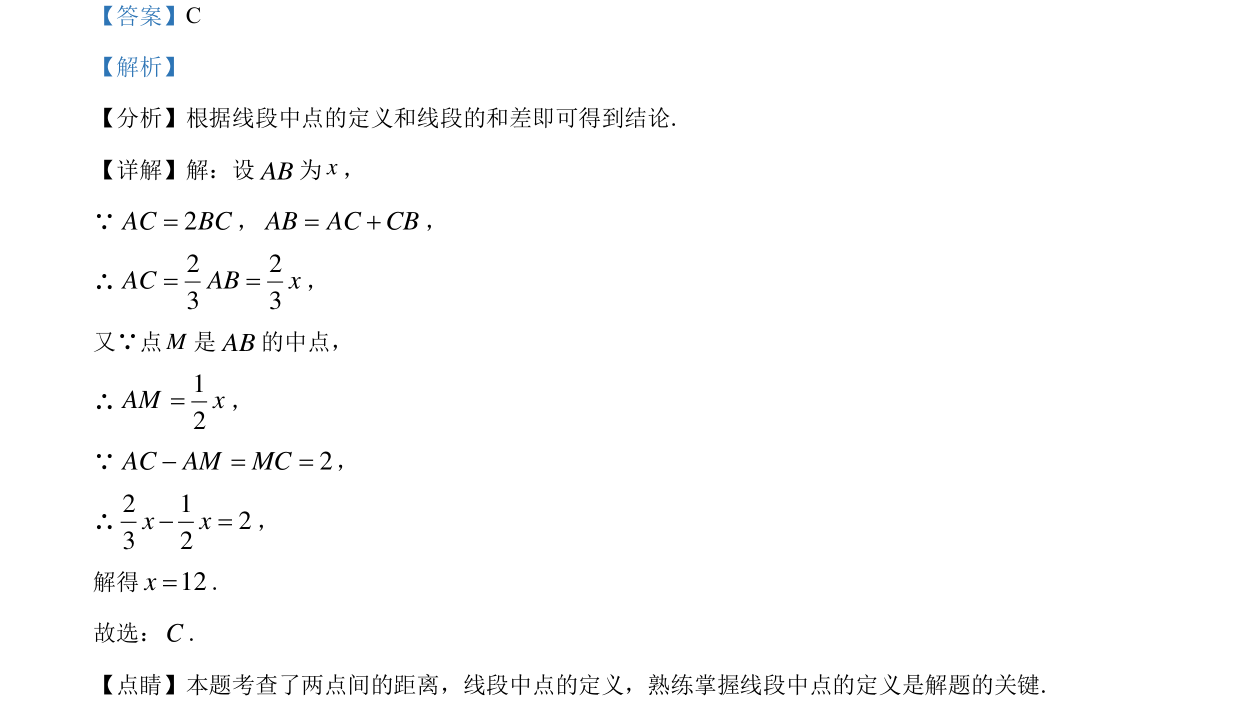 【答案】C
【解析】
【分析】根据线段中点的定义和线段的和差即可得到结论.
【详解】解：设 AB 为 x，
∵ AC = 2BC， AB = AC + CB，
∴ AC = 2/3 AB = 2/3 x，
又∵点 M 是 AB 的中点，
∴ AM = 1/2 x，
∵ AC − AM = MC = 2，
∴ 2/3 x − 1/2 x = 2，
解得 x = 12.
故选：C.
【点睛】本题考查了两点间的距离，线段中点的定义，熟练掌握线段中点的定义是解题的关键.